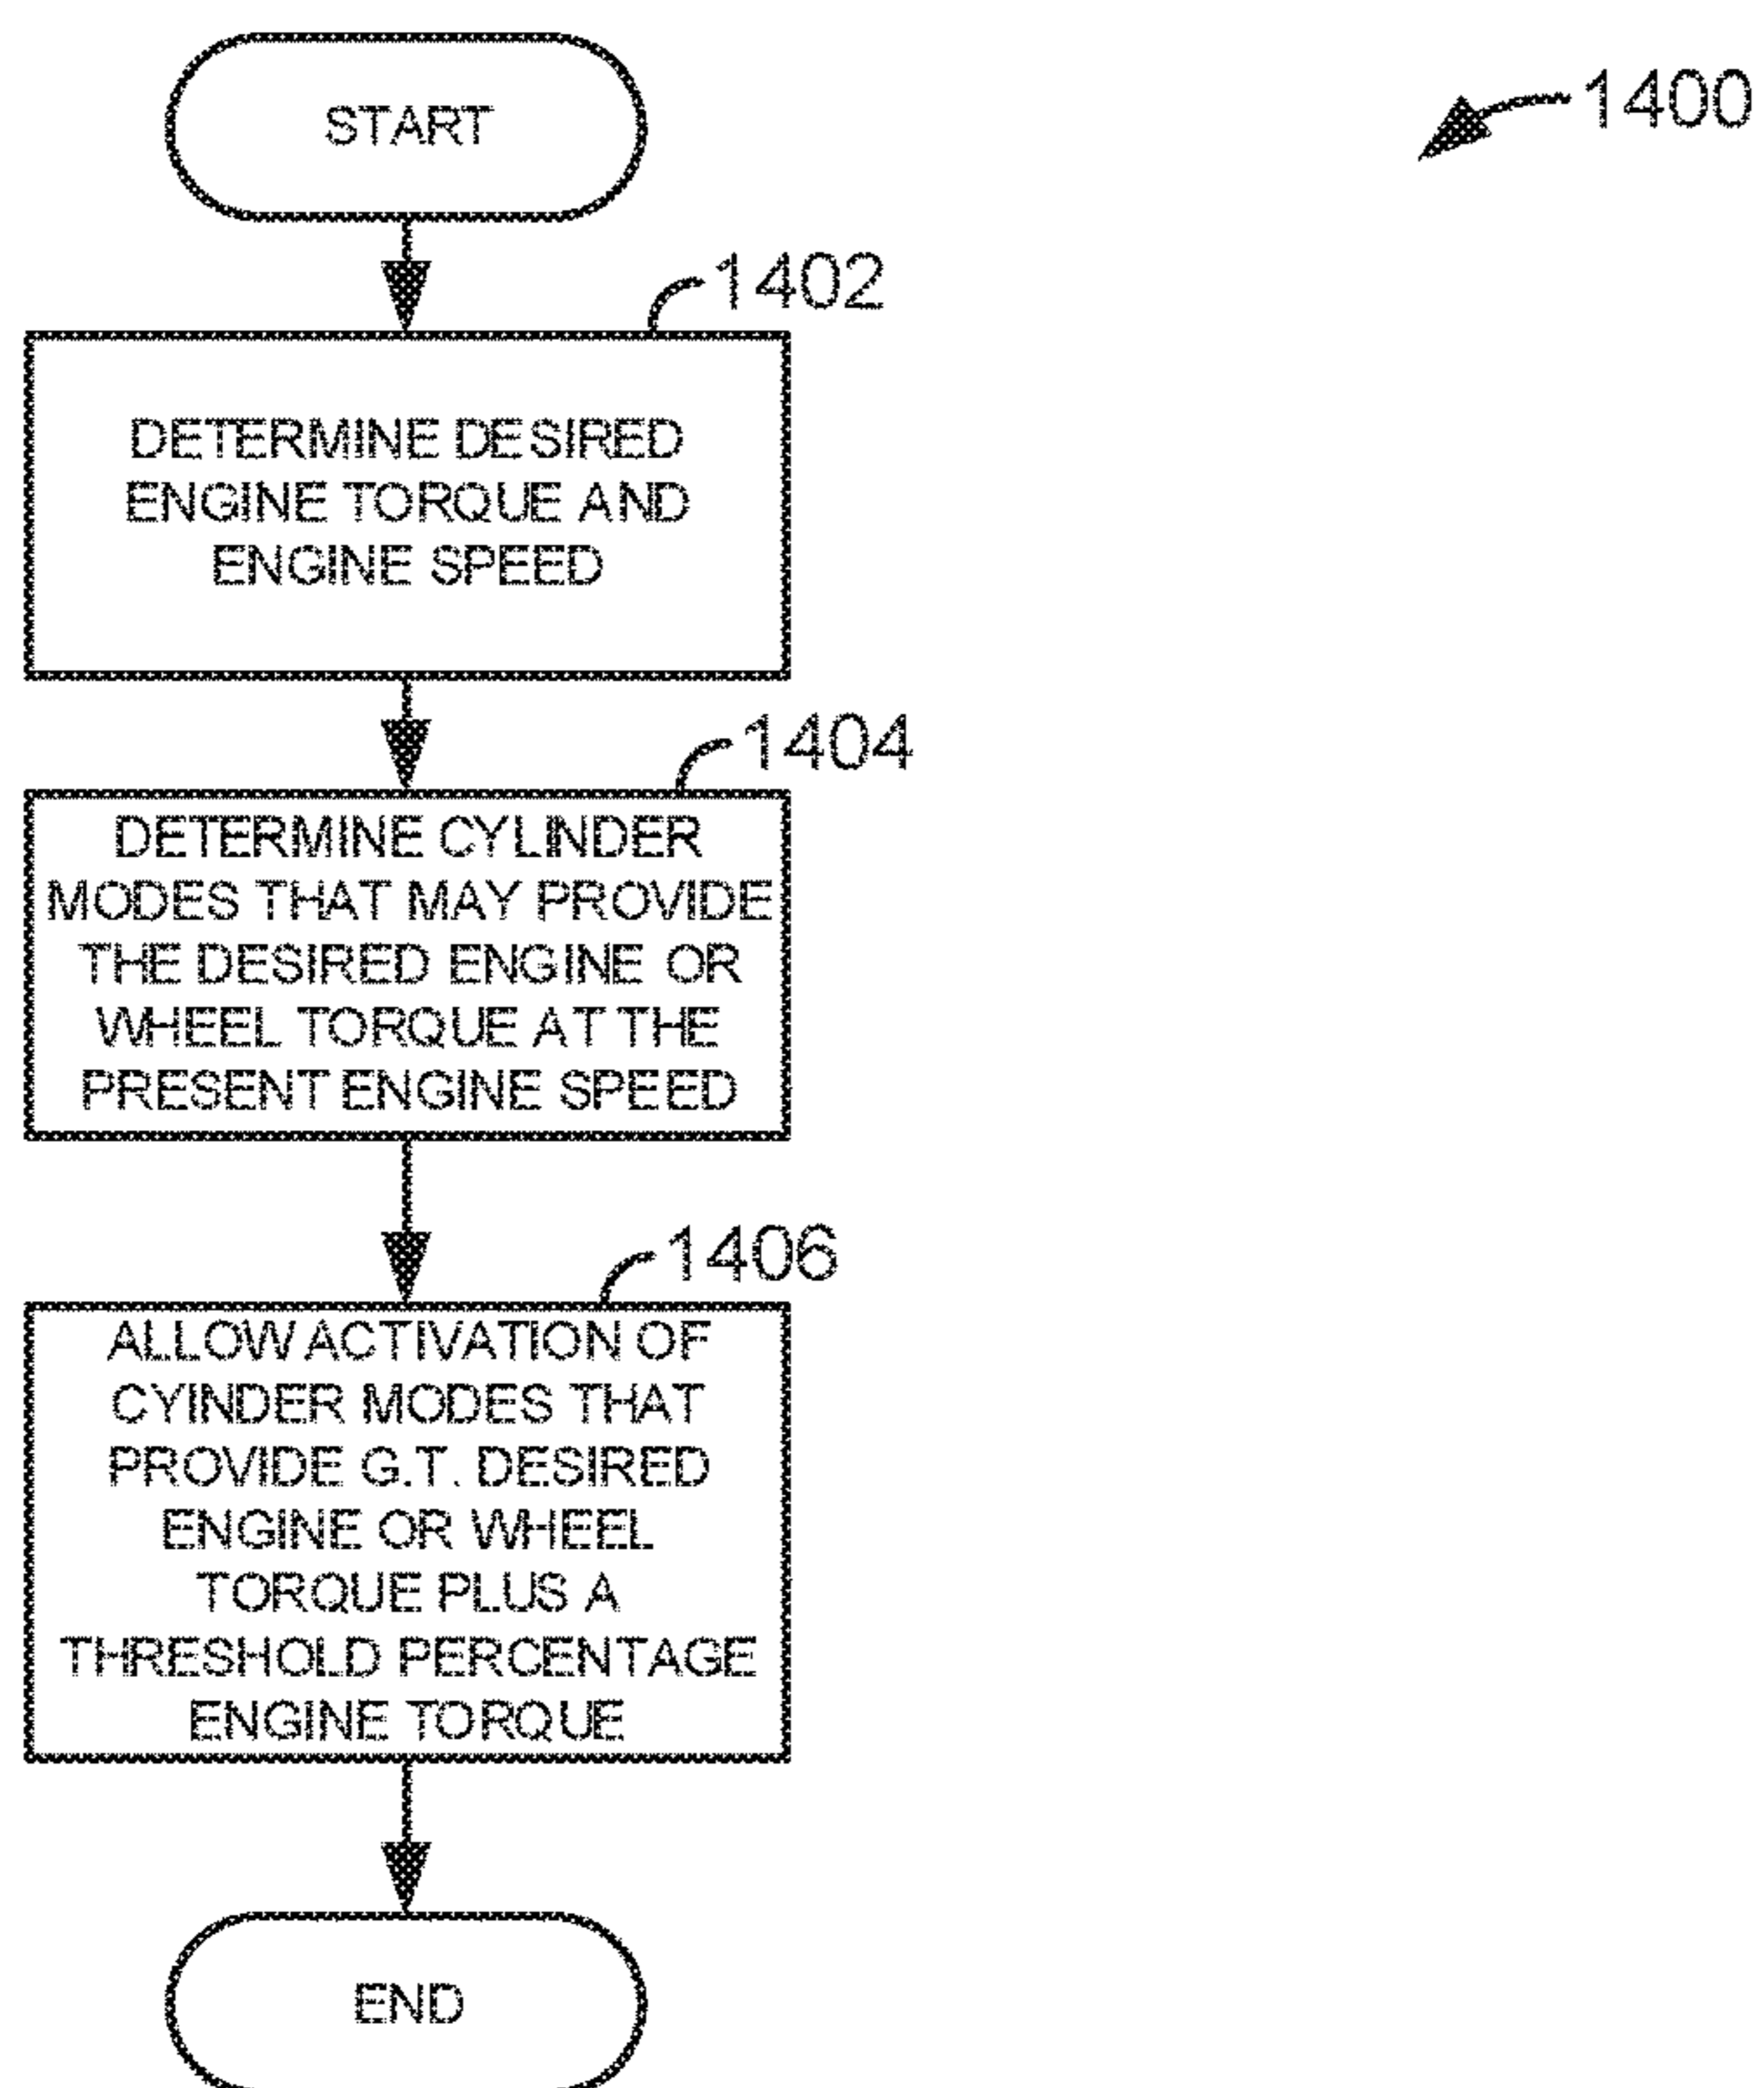 START
1400
1402
DETERMINE DESIRED
ENGINE TORQUE AND
ENGINE SPEED
1404
DETERMINE CYLINDER
MODES THAT MAY PROVIDE
THE DESIRED ENGINE OR
WHEEL TORQUE AT THE
PRESENT ENGINE SPEED
1406
ALLOW ACTIVATION OF
CYINDER MODES THAT
PROVIDE G.T. DESIRED
ENGINE OR WHEEL
TORQUE PLUS A
THRESHOLD PERCENTAGE
ENGINE TORQUE
END